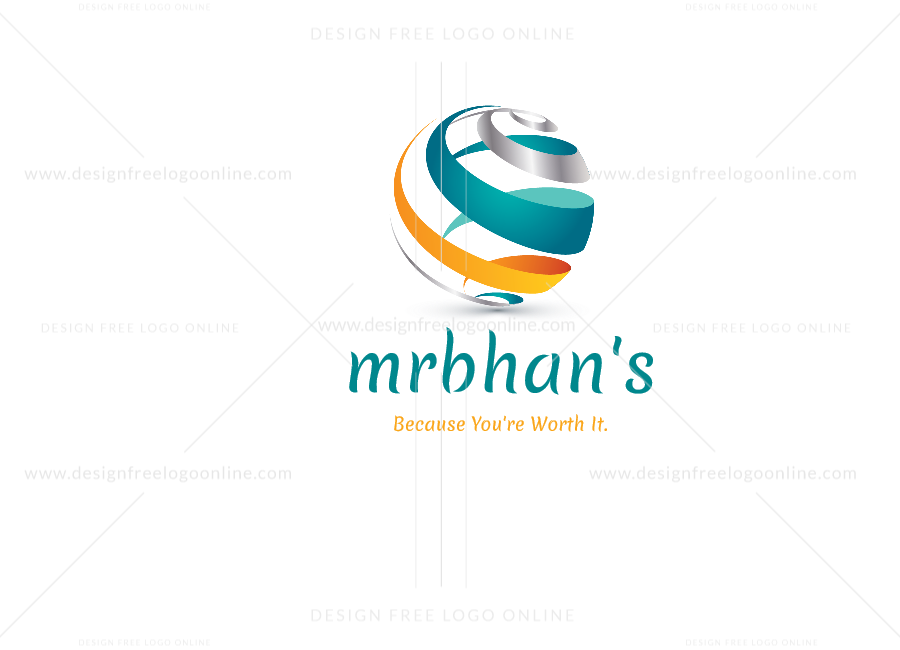 DESIGN FREE LOGO ONLINE DESIGN FREE LOGO ONLINE
DESIGN FREE LOGO ONLINE
www.designfreelogoonline.com www.designfreelogoonline.com
DESIGN FREE LOGO ONLINE www.designfreelogoonline.com DESIGN FREE LOGO ONLINE
mrbhan's
Because You're Worth It.
www.designfreelogoonline.com www.designfreelogoonline.com
DESIGN FREE LOGO ONLINE
DESIGN FREE LOGO ONLINE DESIGN FREE LOGO ONLINE